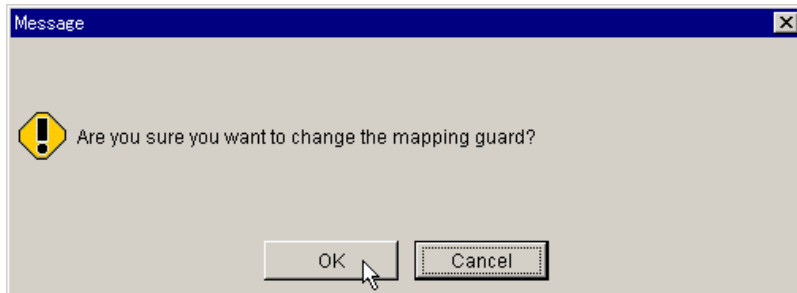 Message
Are you sure you want to change the mapping guard?
OK
Cancel